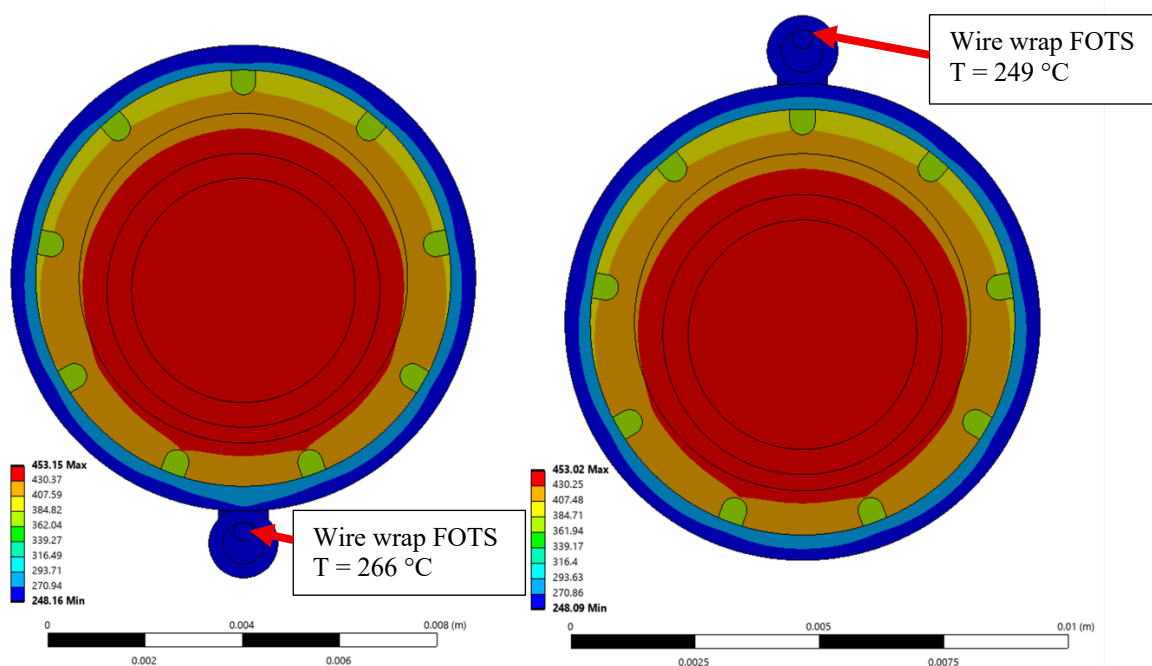 Wire wrap FOTS
T = 266 °C
453.15 Max
430.37
407.59
384.82
362.04
339.27
316.49
293.71
270.94
248.16 Min
0
0.004
0.008 (m)
0.002
0.006
Wire wrap FOTS
T = 249 °C
453.02 Max
430.25
407.48
384.71
361.94
339.17
316.4
293.63
270.86
248.09 Min
0
0.005
0.01 (m)
0.0025
0.0075